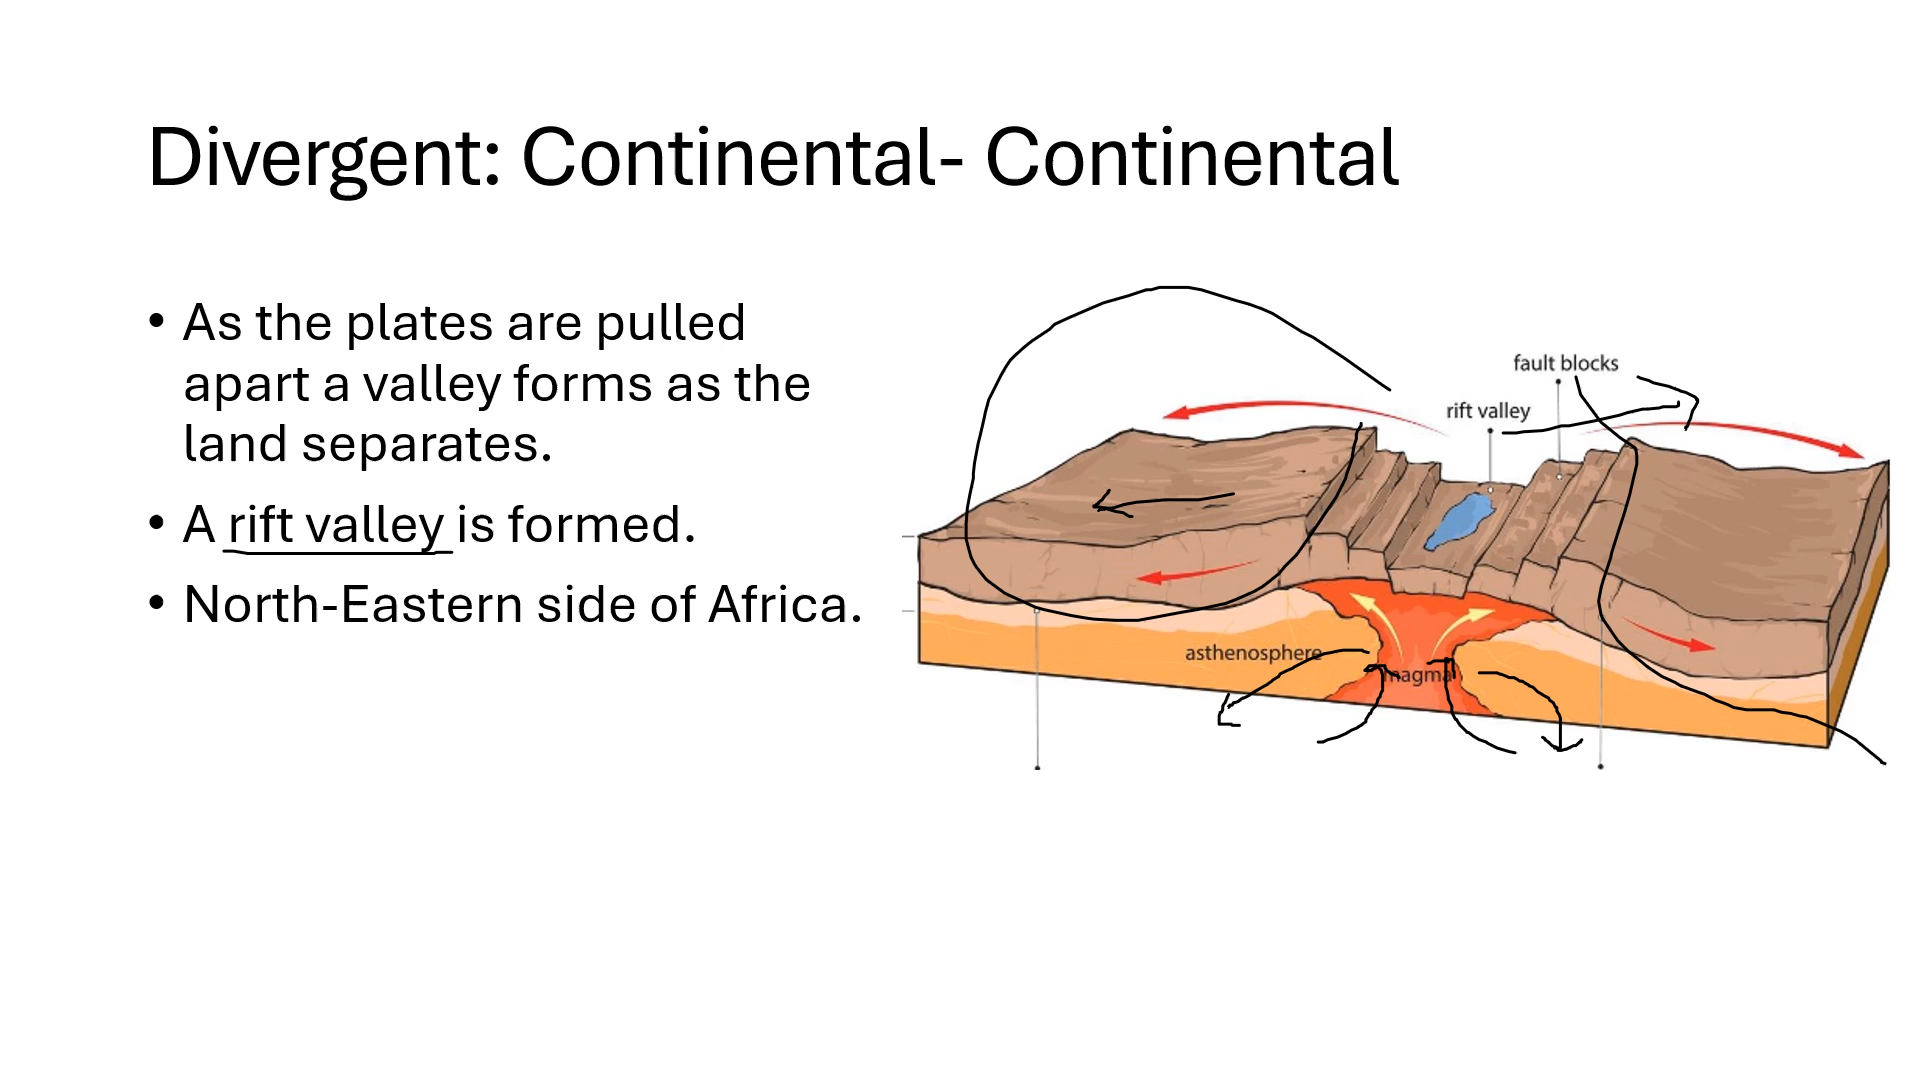 Divergent: Continental- Continental
• As the plates are pulled
apart a valley forms as the
land separates.
• A rift valley is formed.
• North-Eastern side of Africa.
fault blocks
rift valley
asthenosphere
magma